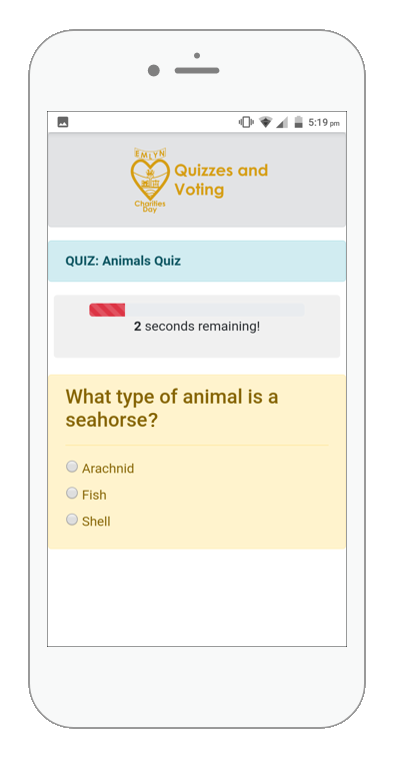 5:19 pm
EMLYN
Quizzes and
Voting
Charities
Day
QUIZ: Animals Quiz
2 seconds remaining!
What type of animal is a
seahorse?
Arachnid
Fish
Shell